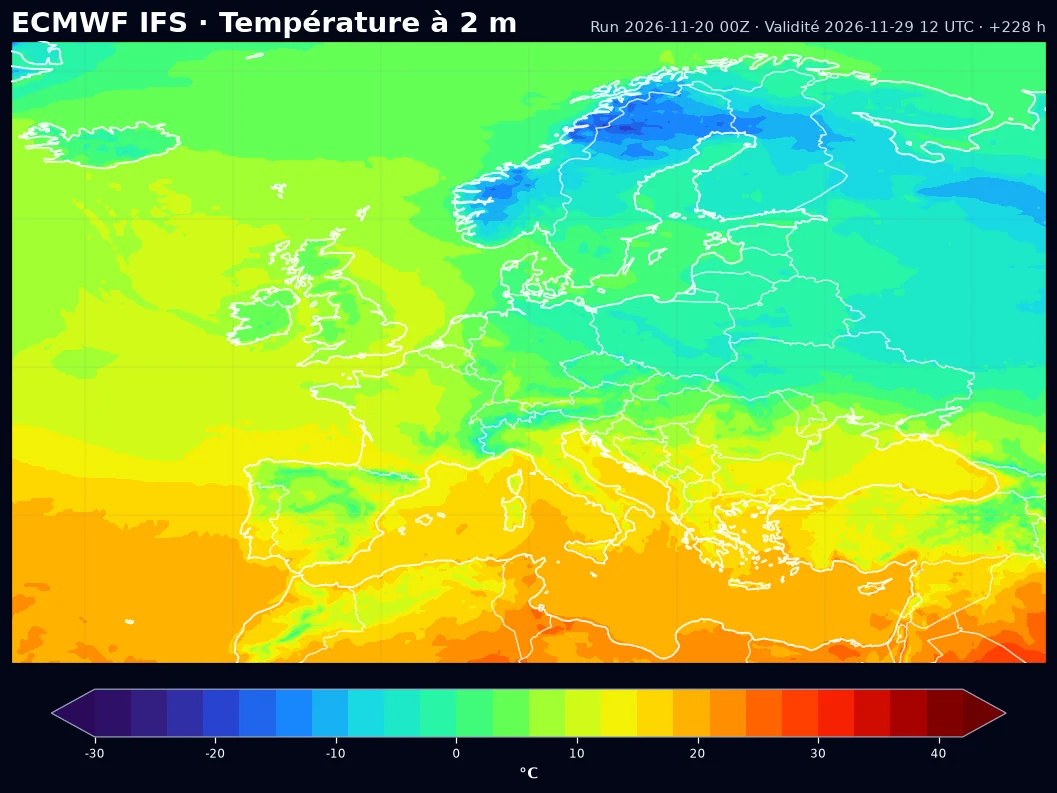 ECMWF IFS · Température à 2 m
Run 2026-11-20 00Z · Validité 2026-11-29 12 UTC · +228 h
-30 -20 -10 0 10 20 30 40
°C